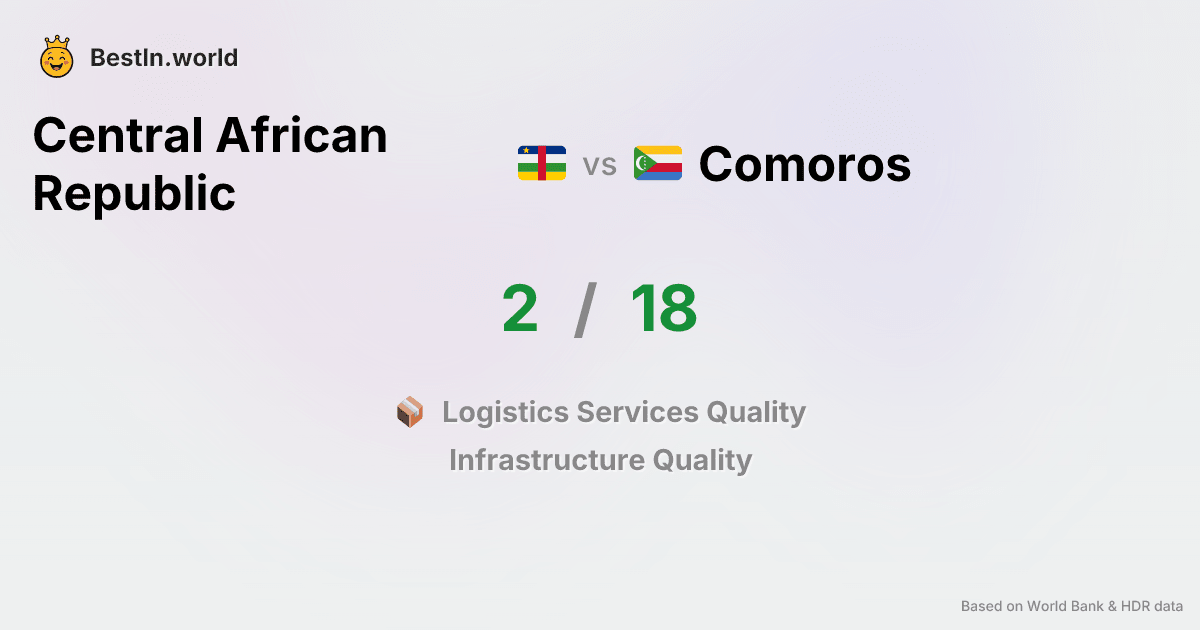 BestIn.world
Central African
Republic
vs Comoros
2 / 18
Logistics Services Quality
Infrastructure Quality
Based on World Bank & HDR data